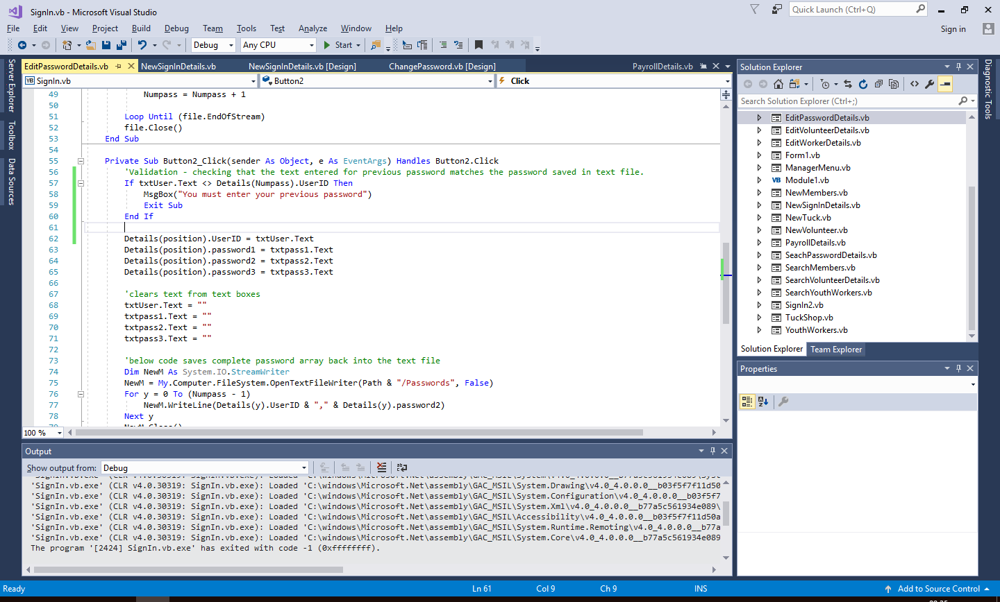 SignIn.vb - Microsoft Visual Studio
Quick Launch (Ctrl+Q)
File Edit View Project Build Debug Team Tools Test Analyze Window Help
Sign in
Debug Any CPU Start
Server Explorer
Toolbox
Data Sources
EditPasswordDetails.vb NewSignInDetails.vb NewSignInDetails.vb [Design] ChangePassword.vb [Design] PayrollDetails.vb
VB SignIn.vb Button2 Click
49 Numpass = Numpass + 1
50
51 Loop Until (file.EndOfStream)
52 file.Close()
53 End Sub
54
55 Private Sub Button2_Click(sender As Object, e As EventArgs) Handles Button2.Click
56 'Validation - checking that the text entered for previous password matches the password saved in text file.
57 If txtUser.Text <> Details(Numpass).UserID Then
58 MsgBox("You must enter your previous password")
59 Exit Sub
60 End If
61
62 Details(position).UserID = txtUser.Text
63 Details(position).password1 = txtpass1.Text
64 Details(position).password2 = txtpass2.Text
65 Details(position).password3 = txtpass3.Text
66
67 'clears text from text boxes
68 txtUser.Text = ""
69 txtpass1.Text = ""
70 txtpass2.Text = ""
71 txtpass3.Text = ""
72
73 'below code saves complete password array back into the text file
74 Dim NewM As System.IO.StreamWriter
75 NewM = My.Computer.FileSystem.OpenTextFileWriter(Path & "/Passwords", False)
76 For y = 0 To (Numpass - 1)
77 NewM.WriteLine(Details(y).UserID & "," & Details(y).password2)
78 Next y
100 %
Output
Show output from: Debug
'SignIn.vb.exe' (CLR v4.0.30319: SignIn.vb.exe): Loaded 'C:\windows\Microsoft.Net\assembly\GAC_MSIL\System.Drawing\v4.0_4.0.0.0__b03f5f7f11d50
'SignIn.vb.exe' (CLR v4.0.30319: SignIn.vb.exe): Loaded 'C:\windows\Microsoft.Net\assembly\GAC_MSIL\System.Configuration\v4.0_4.0.0.0__b03f5f7
'SignIn.vb.exe' (CLR v4.0.30319: SignIn.vb.exe): Loaded 'C:\windows\Microsoft.Net\assembly\GAC_MSIL\System.Xml\v4.0_4.0.0.0__b77a5c561934e089\
'SignIn.vb.exe' (CLR v4.0.30319: SignIn.vb.exe): Loaded 'C:\windows\Microsoft.Net\assembly\GAC_MSIL\Accessibility\v4.0_4.0.0.0__b03f5f7f11d50a
'SignIn.vb.exe' (CLR v4.0.30319: SignIn.vb.exe): Loaded 'C:\windows\Microsoft.Net\assembly\GAC_MSIL\System.Runtime.Remoting\v4.0_4.0.0.0__b77a
'SignIn.vb.exe' (CLR v4.0.30319: SignIn.vb.exe): Loaded 'C:\windows\Microsoft.Net\assembly\GAC_MSIL\System.Core\v4.0_4.0.0.0__b77a5c561934e089
The program '[2424] SignIn.vb.exe' has exited with code -1 (0xffffffff).
Solution Explorer
Search Solution Explorer (Ctrl+;)
EditPasswordDetails.vb
EditVolunteerDetails.vb
EditWorkerDetails.vb
Form1.vb
ManagerMenu.vb
VB Module1.vb
NewMembers.vb
NewSignInDetails.vb
NewTuck.vb
NewVolunteer.vb
PayrollDetails.vb
SeachPasswordDetails.vb
SearchMembers.vb
SearchVolunteerDetails.vb
SearchYouthWorkers.vb
SignIn2.vb
TuckShop.vb
YouthWorkers.vb
Solution Explorer Team Explorer
Properties
Diagnostic Tools
Ready Ln 61 Col 9 Ch 9 INS Add to Source Control